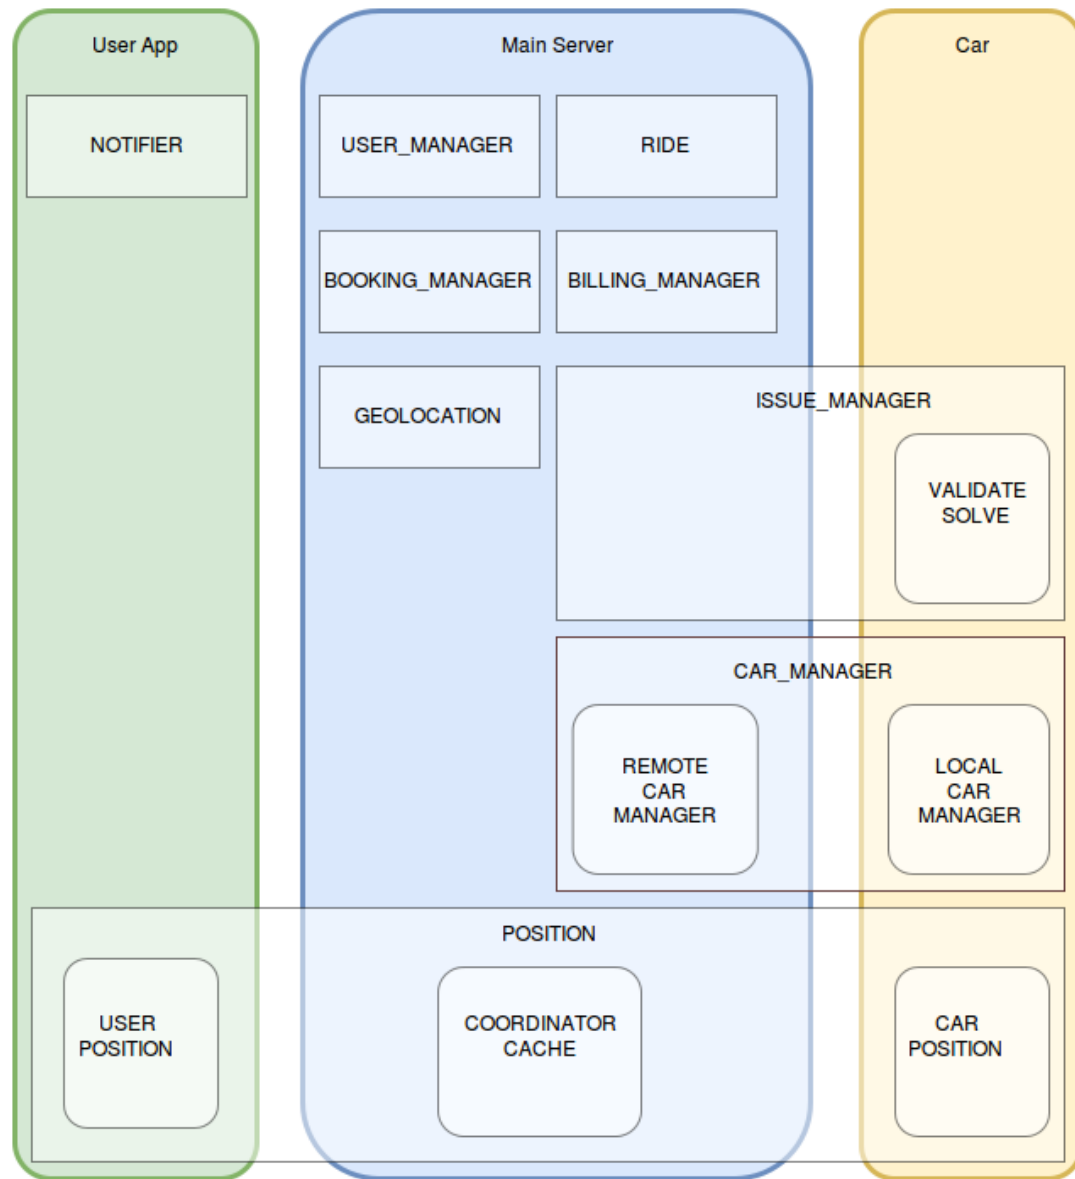 User App
Main Server
Car
NOTIFIER
USER_MANAGER
RIDE
BOOKING_MANAGER
BILLING_MANAGER
GEOLOCATION
ISSUE_MANAGER
VALIDATE
SOLVE
CAR_MANAGER
REMOTE
CAR
MANAGER
LOCAL
CAR
MANAGER
POSITION
USER
POSITION
COORDINATOR
CACHE
CAR
POSITION